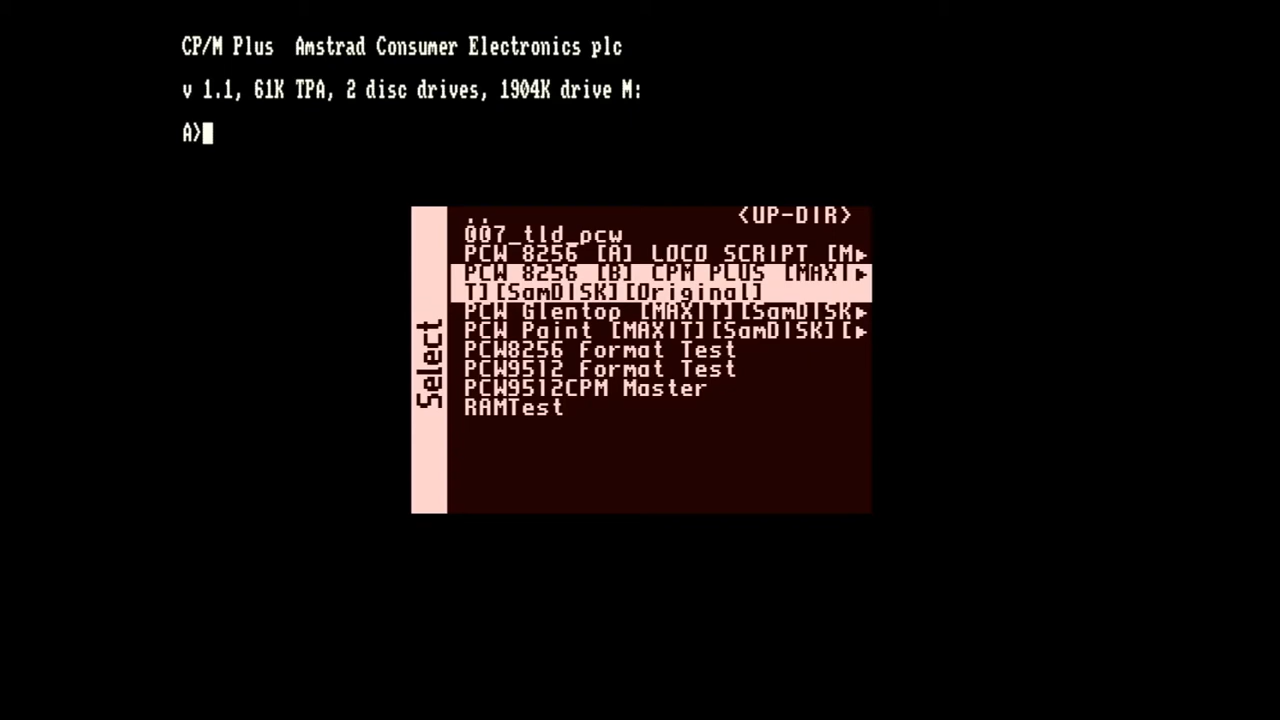 CP/M Plus  Amstrad Consumer Electronics plc
v 1.1, 61K TPA, 2 disc drives, 1904K drive M:
A>
Select
.. <UP-DIR>
007_tld_pcw
PCW 8256 [A] LOCO SCRIPT [M▶
PCW 8256 [B] CPM PLUS [MAXI▶
T][SamDISK][Original]
PCW Glentop [MAXIT][SamDISK▶
PCW Paint [MAXIT][SamDISK][▶
PCW8256 Format Test
PCW9512 Format Test
PCW9512CPM Master
RAMTest